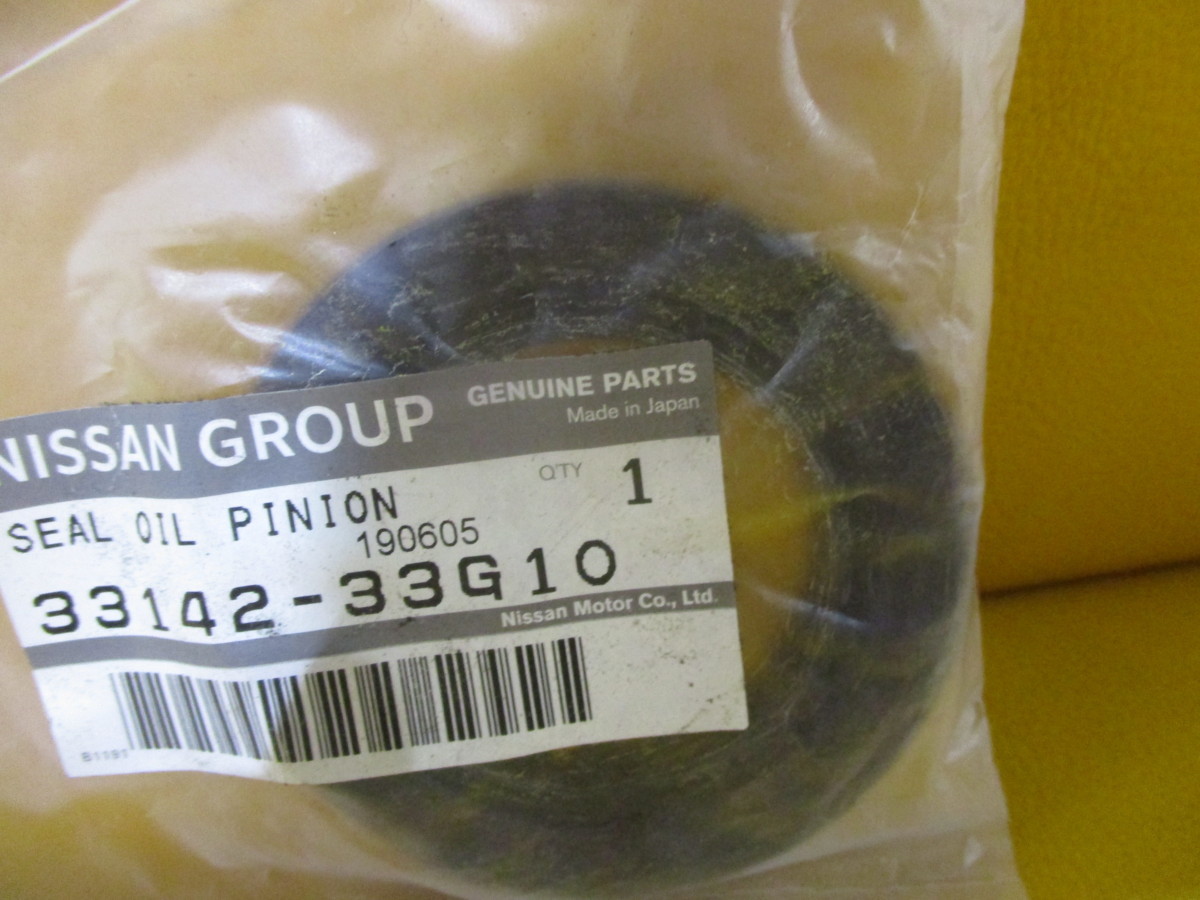 NISSAN GROUP
GENUINE PARTS
Made in Japan
SEAL OIL PINION
QTY 1
190605
33142-33G10
Nissan Motor Co., Ltd.